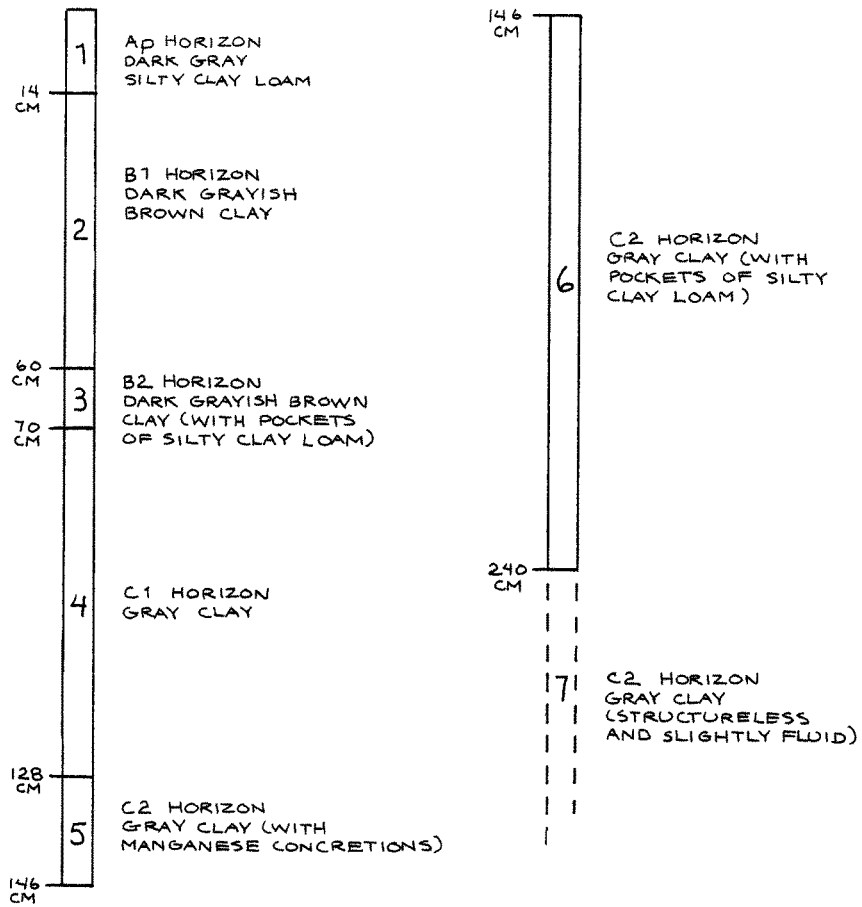 1
Ap HORIZON
DARK GRAY
SILTY CLAY LOAM
14
CM
2
B1 HORIZON
DARK GRAYISH
BROWN CLAY
60
CM
3
B2 HORIZON
DARK GRAYISH BROWN
CLAY (WITH POCKETS
OF SILTY CLAY LOAM)
70
CM
4
C1 HORIZON
GRAY CLAY
128
CM
5
C2 HORIZON
GRAY CLAY (WITH
MANGANESE CONCRETIONS)
146
CM
146
CM
6
C2 HORIZON
GRAY CLAY (WITH
POCKETS OF SILTY
CLAY LOAM)
240
CM
7
C2 HORIZON
GRAY CLAY
(STRUCTURELESS
AND SLIGHTLY FLUID)